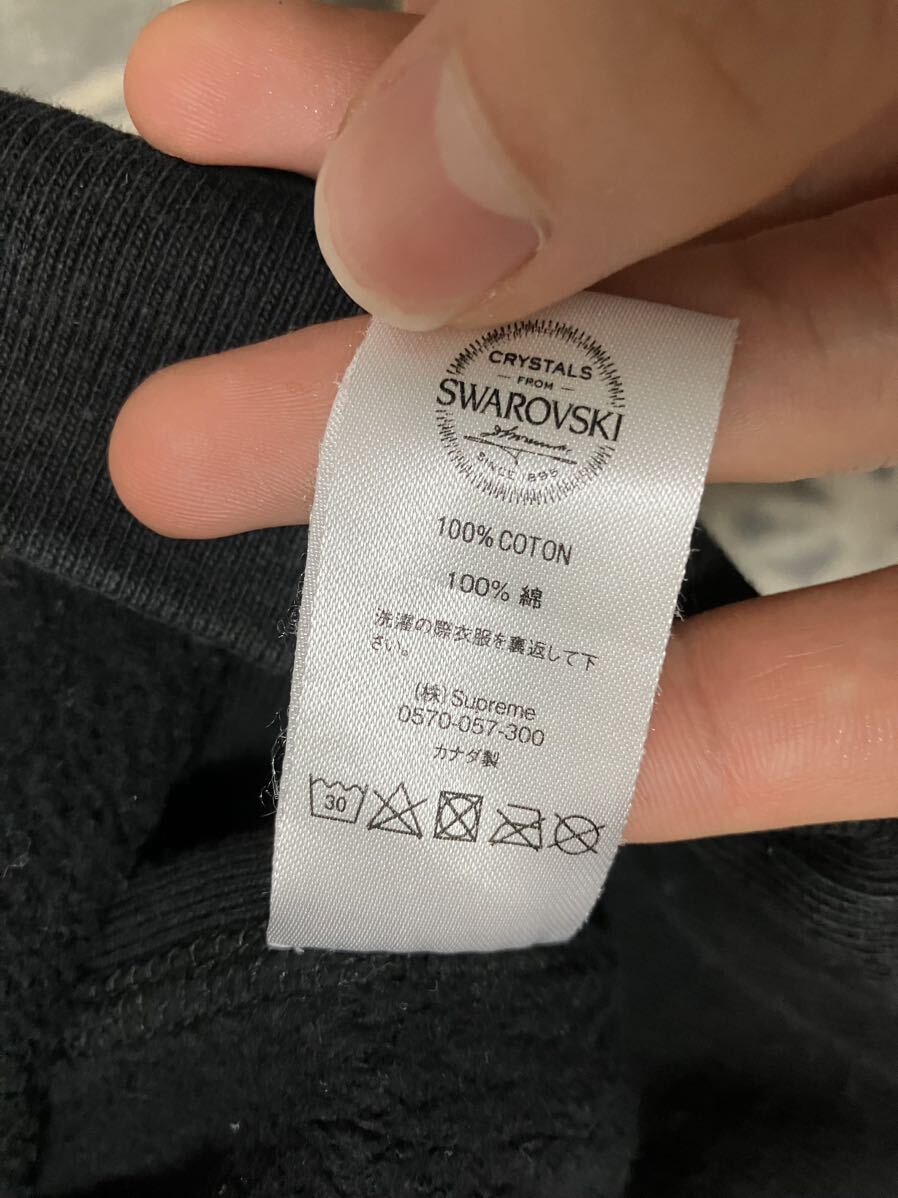 CRYSTALS
FROM
SWAROVSKI
SINCE 1895
100% COTON
100% 綿
洗濯の際衣服を裏返して下
さい。
(株)Supreme
0570-057-300
カナダ製
30